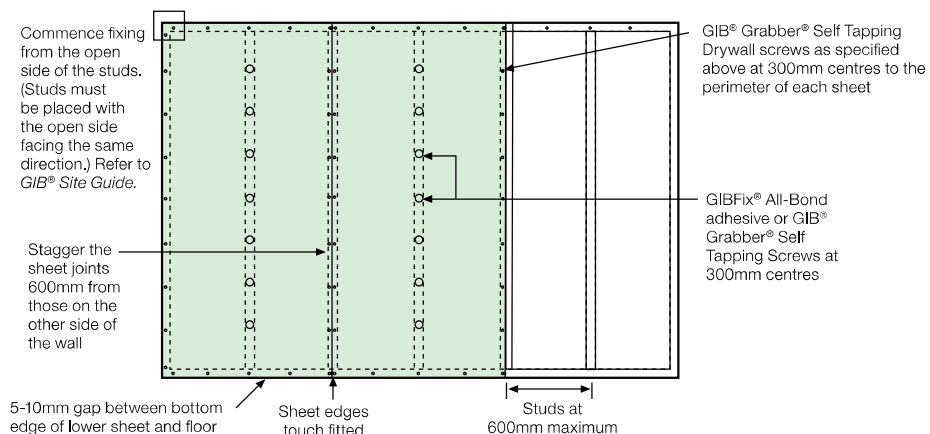 Commence fixing
from the open
side of the studs.
(Studs must
be placed with
the open side
facing the same
direction.) Refer to
GIB® Site Guide.
Stagger the
sheet joints
600mm from
those on the
other side of
the wall
5-10mm gap between bottom
edge of lower sheet and floor
Sheet edges
touch fitted
Studs at
600mm maximum
GIB® Grabber® Self Tapping
Drywall screws as specified
above at 300mm centres to the
perimeter of each sheet
GIBFix® All-Bond
adhesive or GIB®
Grabber® Self
Tapping Screws at
300mm centres